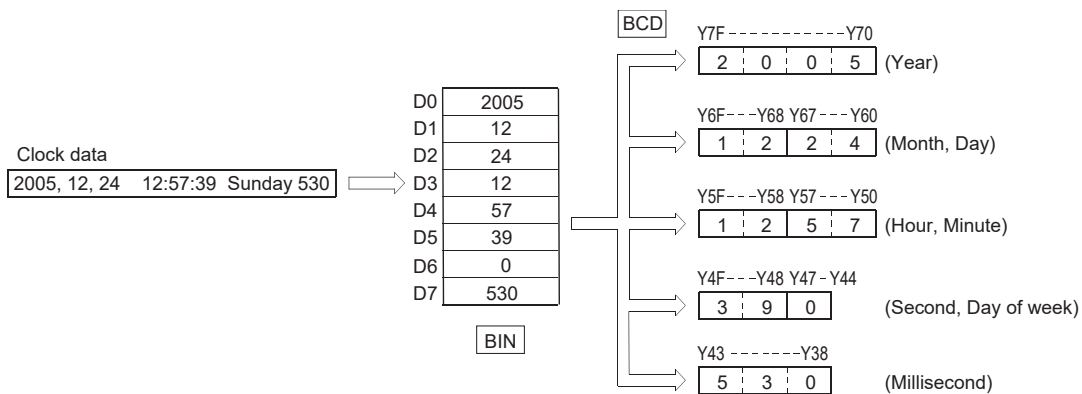 Clock data
2005, 12, 24 12:57:39 Sunday 530
D0 2005
D1 12
D2 24
D3 12
D4 57
D5 39
D6 0
D7 530
BIN
BCD
Y7F------------Y70
2 0 0 5 (Year)
Y6F---Y68 Y67---Y60
1 2 2 4 (Month, Day)
Y5F---Y58 Y57---Y50
1 2 5 7 (Hour, Minute)
Y4F---Y48 Y47-Y44
3 9 0 (Second, Day of week)
Y43-------Y38
5 3 0 (Millisecond)